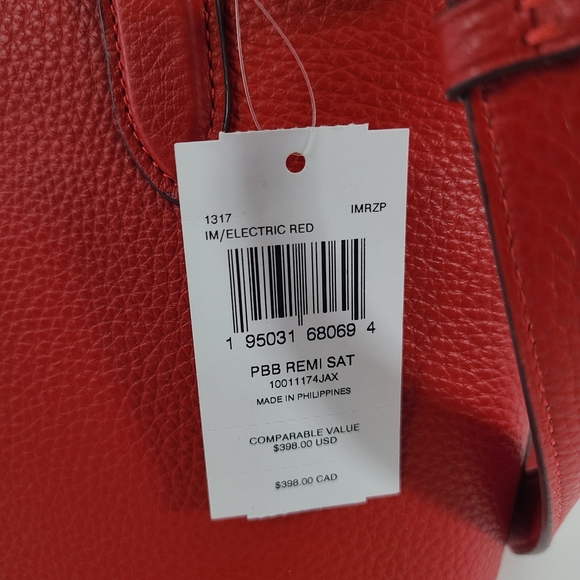 1317 IMRZP
IM/ELECTRIC RED
1 95031 68069 4
PBB REMI SAT
10011174JAX
MADE IN PHILIPPINES
COMPARABLE VALUE
$398.00 USD
$398.00 CAD